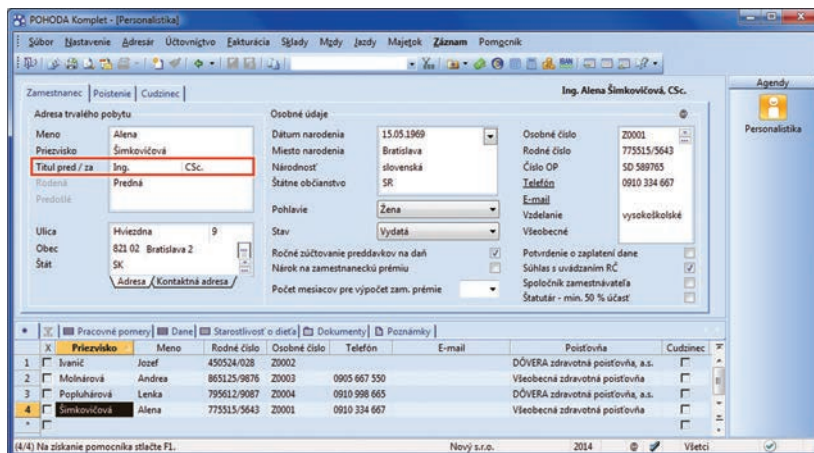 POHODA Komplet - [Personalistika]
Súbor Nastavenie Adresár Účtovníctvo Fakturácia Sklady Mzdy Jazdy Majetok Záznam Pomocník
Agendy
Personalistika
Zamestnanec Poistenie Cudzinec Ing. Alena Šimkovičová, CSc.
Adresa trvalého pobytu Osobné údaje
Meno Alena Dátum narodenia 15.05.1969 Osobné číslo Z0001
Priezvisko Šimkovičová Miesto narodenia Bratislava Rodné číslo 775515/5643
Titul pred / za Ing. CSc. Národnosť slovenská Číslo OP SD 589765
Rodená Predná Štátne občianstvo SR Telefón 0910 334 667
Predošlé E-mail
Pohlavie Žena Vzdelanie vysokoškolské
Ulica Hviezdna 9 Stav Vydatá Všeobecné
Obec 821 02 Bratislava 2 Ročné zúčtovanie preddavkov na daň Potvrdenie o zaplatení dane
Štát SK Nárok na zamestnaneckú prémiu Súhlas s uvádzaním RČ
Adresa Kontaktná adresa Počet mesiacov pre výpočet zam. prémie Spoločník zamestnávateľa
Štatutár - min. 50 % účasť
Pracovné pomery Dane Starostlivosť o dieťa Dokumenty Poznámky
X Priezvisko Meno Rodné číslo Osobné číslo Telefón E-mail Poisťovňa Cudzinec
1 Ivanič Jozef 450524/028 Z0002 DÔVERA zdravotná poisťovňa, a.s.
2 Molnárová Andrea 865125/9876 Z0003 0905 667 550 Všeobecná zdravotná poisťovňa
3 Popluhárová Lenka 795612/9087 Z0004 0910 998 665 DÔVERA zdravotná poisťovňa, a.s.
4 Šimkovičová Alena 775515/5643 Z0001 0910 334 667 Všeobecná zdravotná poisťovňa
(4/4) Na získanie pomocníka stlačte F1. Nový s.r.o. 2014 @ Všetci